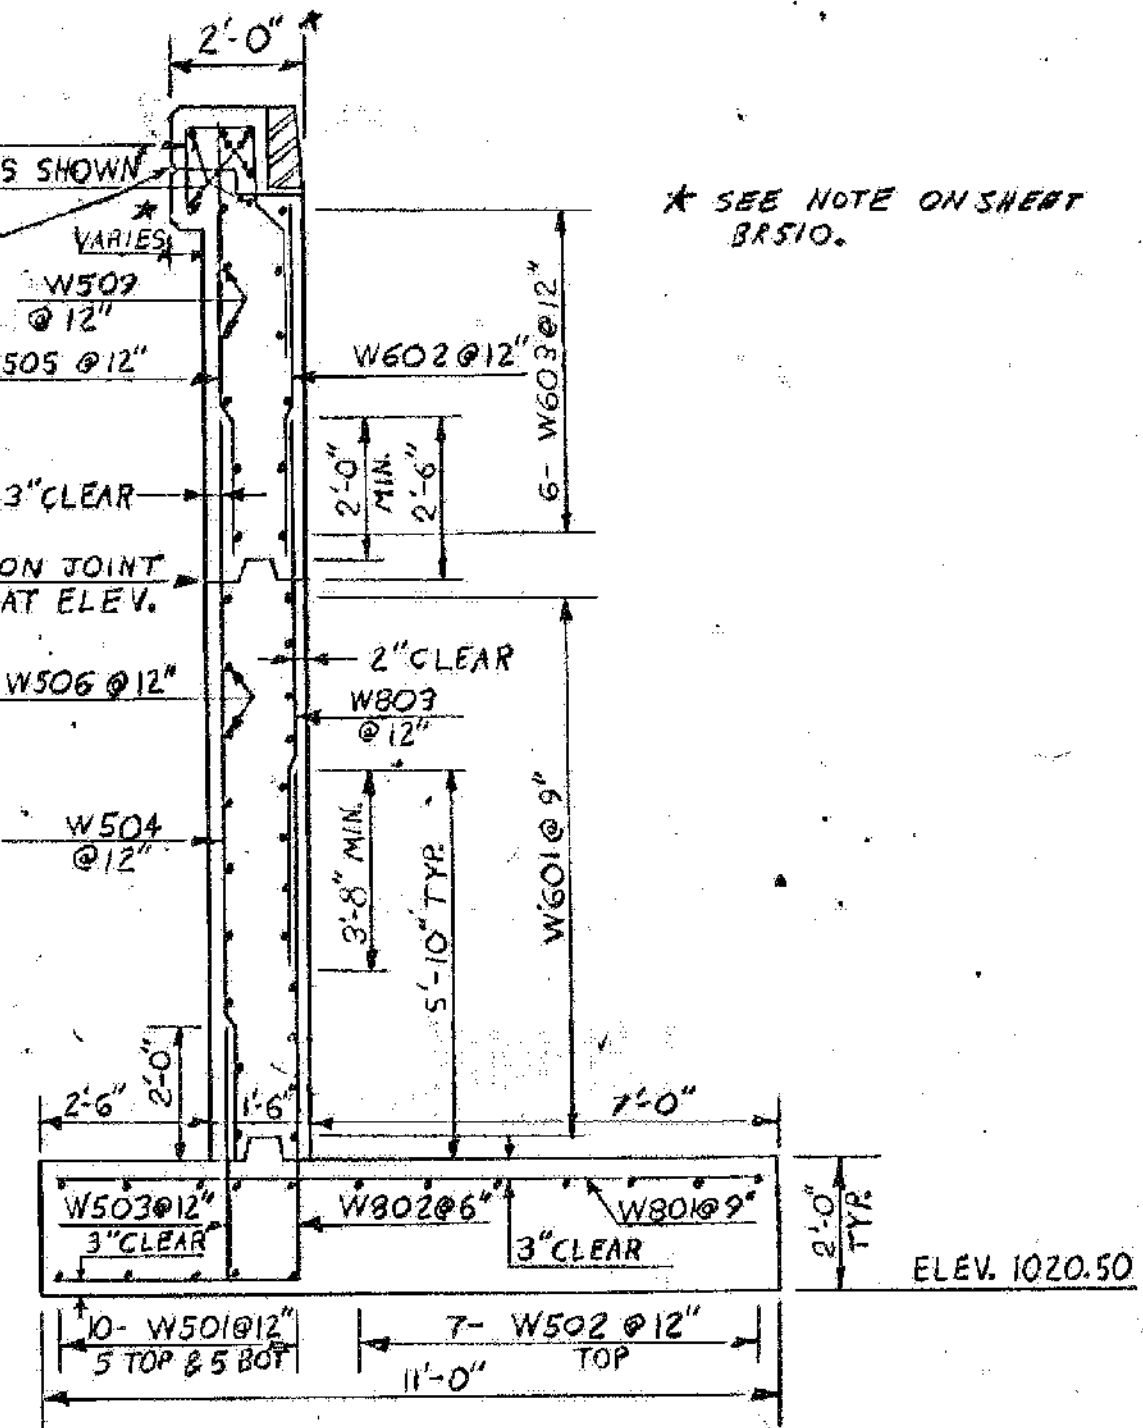 2'-0" *
S SHOWN
* SEE NOTE ON SHEET
BR510.
*
VARIES
W509
@ 12"
505 @ 12"
W602 @ 12"
6- W603 @ 12"
3" CLEAR
2'-0"
MIN.
2'-6"
ON JOINT
AT ELEV.
2" CLEAR
W506 @ 12"
W803
@ 12"
W504
@ 12"
3'-8" MIN.
5'-10" TYP.
W601 @ 9"
2'-0"
2'-6"
1'-6"
7'-0"
W503@12"
W802@6"
W801@9"
3" CLEAR
3" CLEAR
2'-0"
TYP.
ELEV. 1020.50
10- W501@12"
5 TOP & 5 BOT
7- W502 @ 12"
TOP
11'-0"